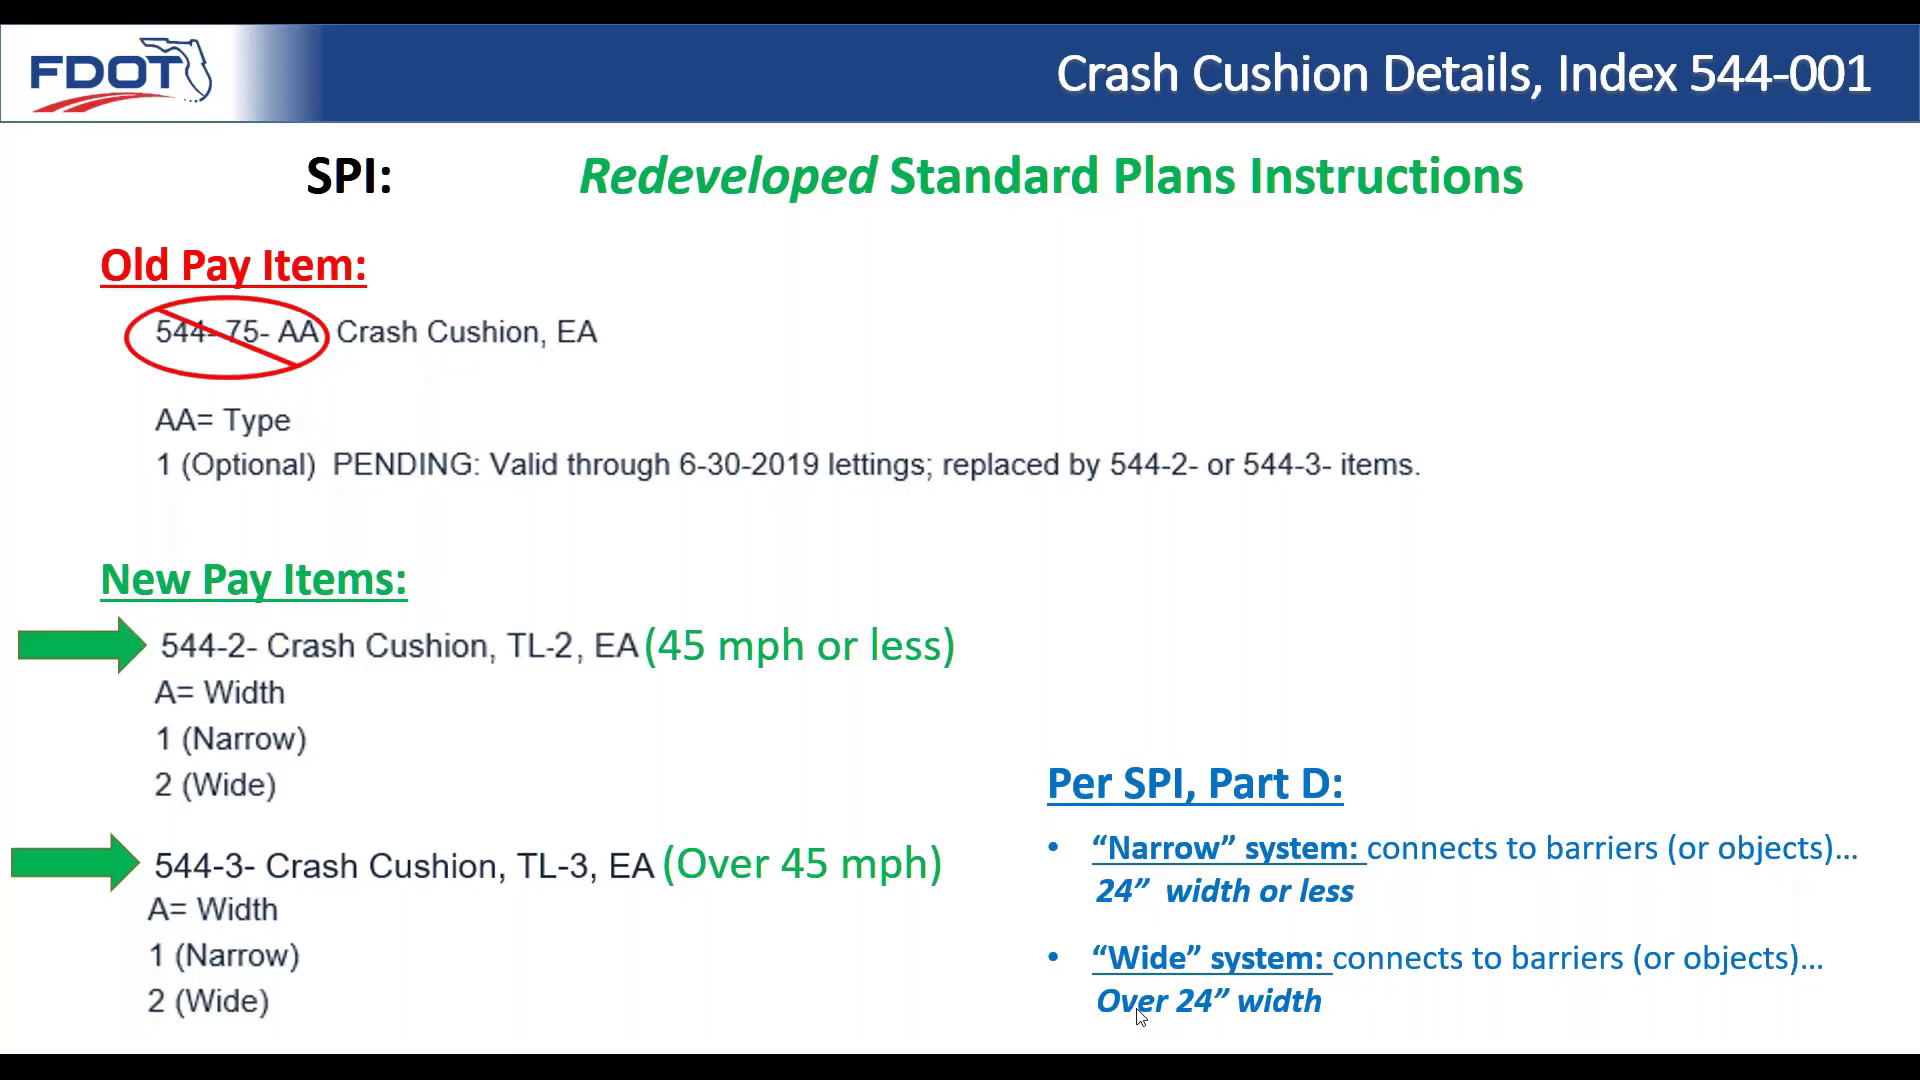 FDOT
Crash Cushion Details, Index 544-001
SPI: Redeveloped Standard Plans Instructions
Old Pay Item:
544- 75- AA Crash Cushion, EA
AA= Type
1 (Optional) PENDING: Valid through 6-30-2019 lettings; replaced by 544-2- or 544-3- items.
New Pay Items:
544-2- Crash Cushion, TL-2, EA (45 mph or less)
A= Width
1 (Narrow)
2 (Wide)
544-3- Crash Cushion, TL-3, EA (Over 45 mph)
A= Width
1 (Narrow)
2 (Wide)
Per SPI, Part D:
• “Narrow” system: connects to barriers (or objects)...
24” width or less
• “Wide” system: connects to barriers (or objects)...
Over 24” width